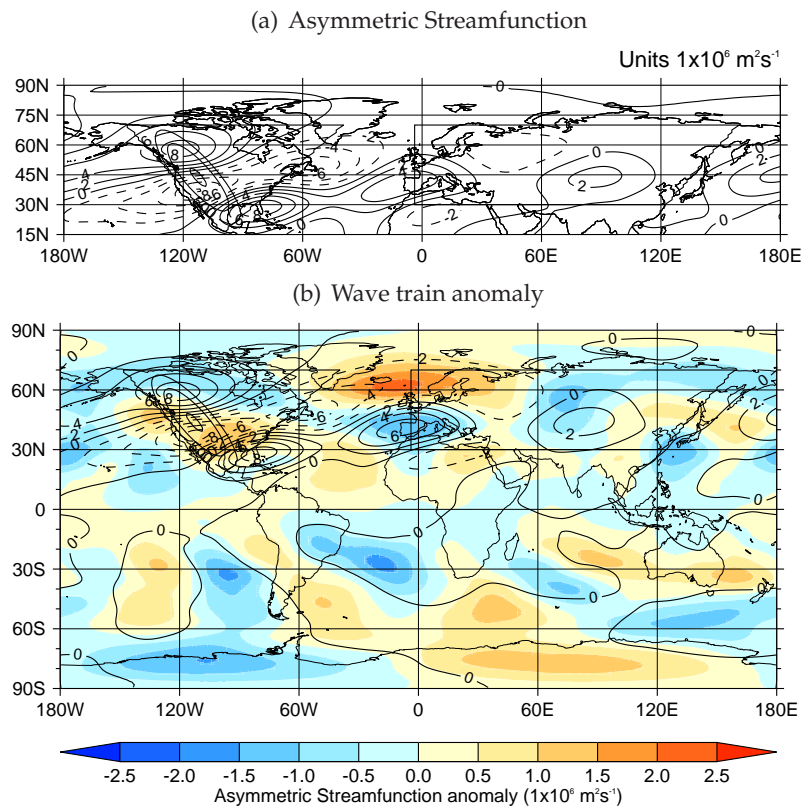 (a) Asymmetric Streamfunction
Units 1x10⁶ m²s⁻¹
90N
75N
60N
45N
30N
15N
180W 120W 60W 0 60E 120E 180E
(b) Wave train anomaly
90N
60N
30N
0
30S
60S
90S
180W 120W 60W 0 60E 120E 180E
-2.5 -2.0 -1.5 -1.0 -0.5 0.0 0.5 1.0 1.5 2.0 2.5
Asymmetric Streamfunction anomaly (1x10⁶ m²s⁻¹)